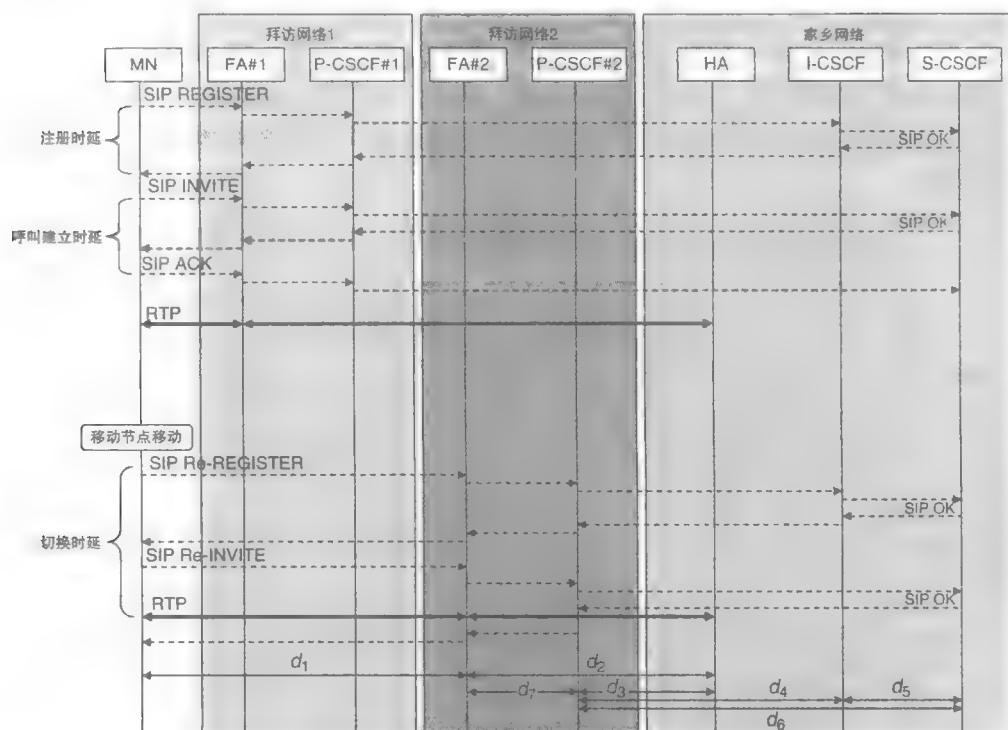 拜访网络1
拜访网络2
家乡网络
MN
FA#1
P-CSCF#1
FA#2
P-CSCF#2
HA
I-CSCF
S-CSCF
SIP REGISTER
注册时延
SIP OK
SIP INVITE
呼叫建立时延
SIP OK
SIP ACK
RTP
移动节点移动
SIP Re-REGISTER
SIP OK
切换时延
SIP Re-INVITE
RTP
SIP OK
d1
d2
d7
d3
d4
d5
d6